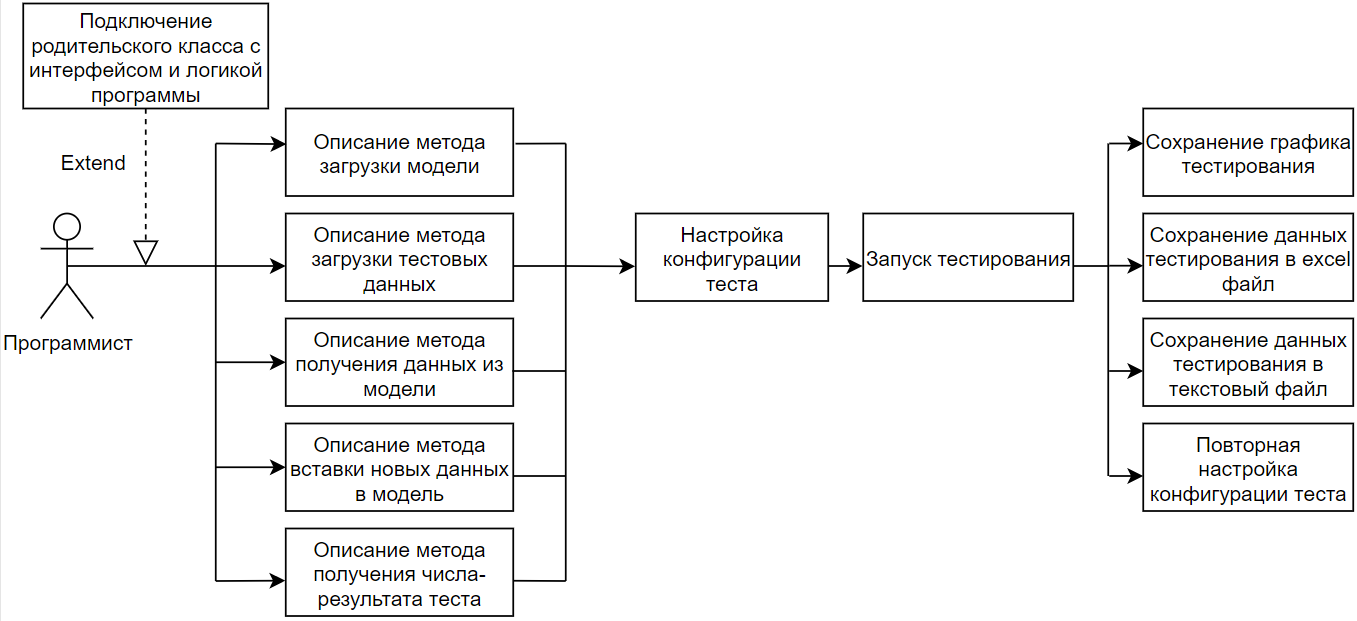 Подключение
родительского класса с
интерфейсом и логикой
программы
Extend
Программист
Описание метода
загрузки модели
Описание метода
загрузки тестовых
данных
Описание метода
получения данных из
модели
Описание метода
вставки новых данных
в модель
Описание метода
получения числа-
результата теста
Настройка
конфигурации
теста
Запуск тестирования
Сохранение графика
тестирования
Сохранение данных
тестирования в excel
файл
Сохранение данных
тестирования в
текстовый файл
Повторная
настройка
конфигурации теста